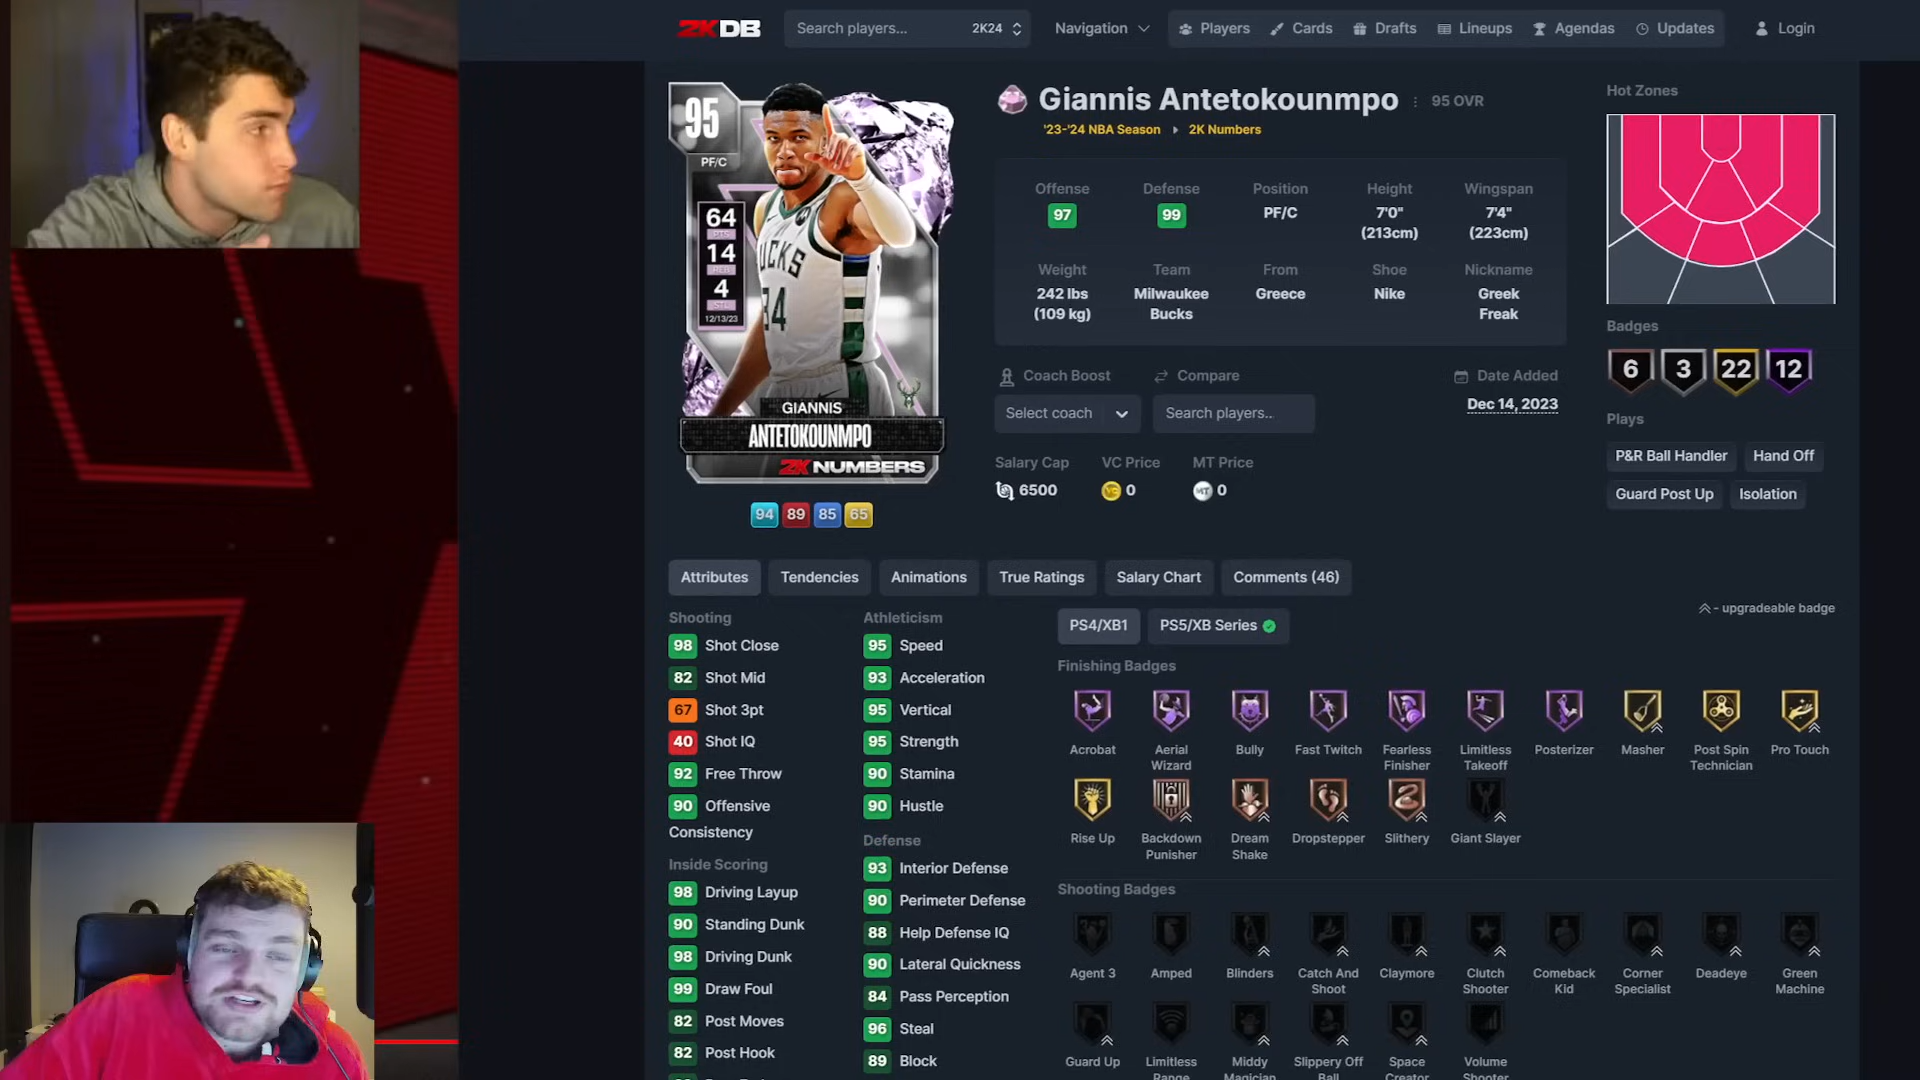 2KDB
Search players...
2K24
Navigation
Players
Cards
Drafts
Lineups
Agendas
Updates
Login
95
PF/C
64
PTS
14
REB
4
12/13/23
BUCKS
34
GIANNIS
ANTETOKOUNMPO
2K NUMBERS
94 89 85 65
Giannis Antetokounmpo : 95 OVR
'23-'24 NBA Season ▸ 2K Numbers
Offense Defense Position Height Wingspan
97 99 PF/C 7'0" 7'4"
(213cm) (223cm)
Weight Team From Shoe Nickname
242 lbs Milwaukee Greece Nike Greek
(109 kg) Bucks Freak
Coach Boost
Compare
Date Added
Select coach
Search players..
Dec 14, 2023
Salary Cap VC Price MT Price
6500 VC 0 MT 0
Hot Zones
Badges
6 3 22 12
Plays
P&R Ball Handler Hand Off
Guard Post Up Isolation
Attributes Tendencies Animations True Ratings Salary Chart Comments (46)
- upgradeable badge
Shooting
98 Shot Close
82 Shot Mid
67 Shot 3pt
40 Shot IQ
92 Free Throw
90 Offensive
Consistency
Inside Scoring
98 Driving Layup
90 Standing Dunk
98 Driving Dunk
99 Draw Foul
82 Post Moves
82 Post Hook
Athleticism
95 Speed
93 Acceleration
95 Vertical
95 Strength
90 Stamina
90 Hustle
Defense
93 Interior Defense
90 Perimeter Defense
88 Help Defense IQ
90 Lateral Quickness
84 Pass Perception
96 Steal
89 Block
PS4/XB1 PS5/XB Series
Finishing Badges
Acrobat Aerial Bully Fast Twitch Fearless Limitless Posterizer Masher Post Spin Pro Touch
Wizard Finisher Takeoff Technician
Rise Up Backdown Dream Dropstepper Slithery Giant Slayer
Punisher Shake
Shooting Badges
Agent 3 Amped Blinders Catch And Claymore Clutch Comeback Corner Deadeye Green
Shoot Shooter Kid Specialist Machine
Guard Up Limitless Middy Slippery Off Space Volume
Range Magician Ball Creator Shooter